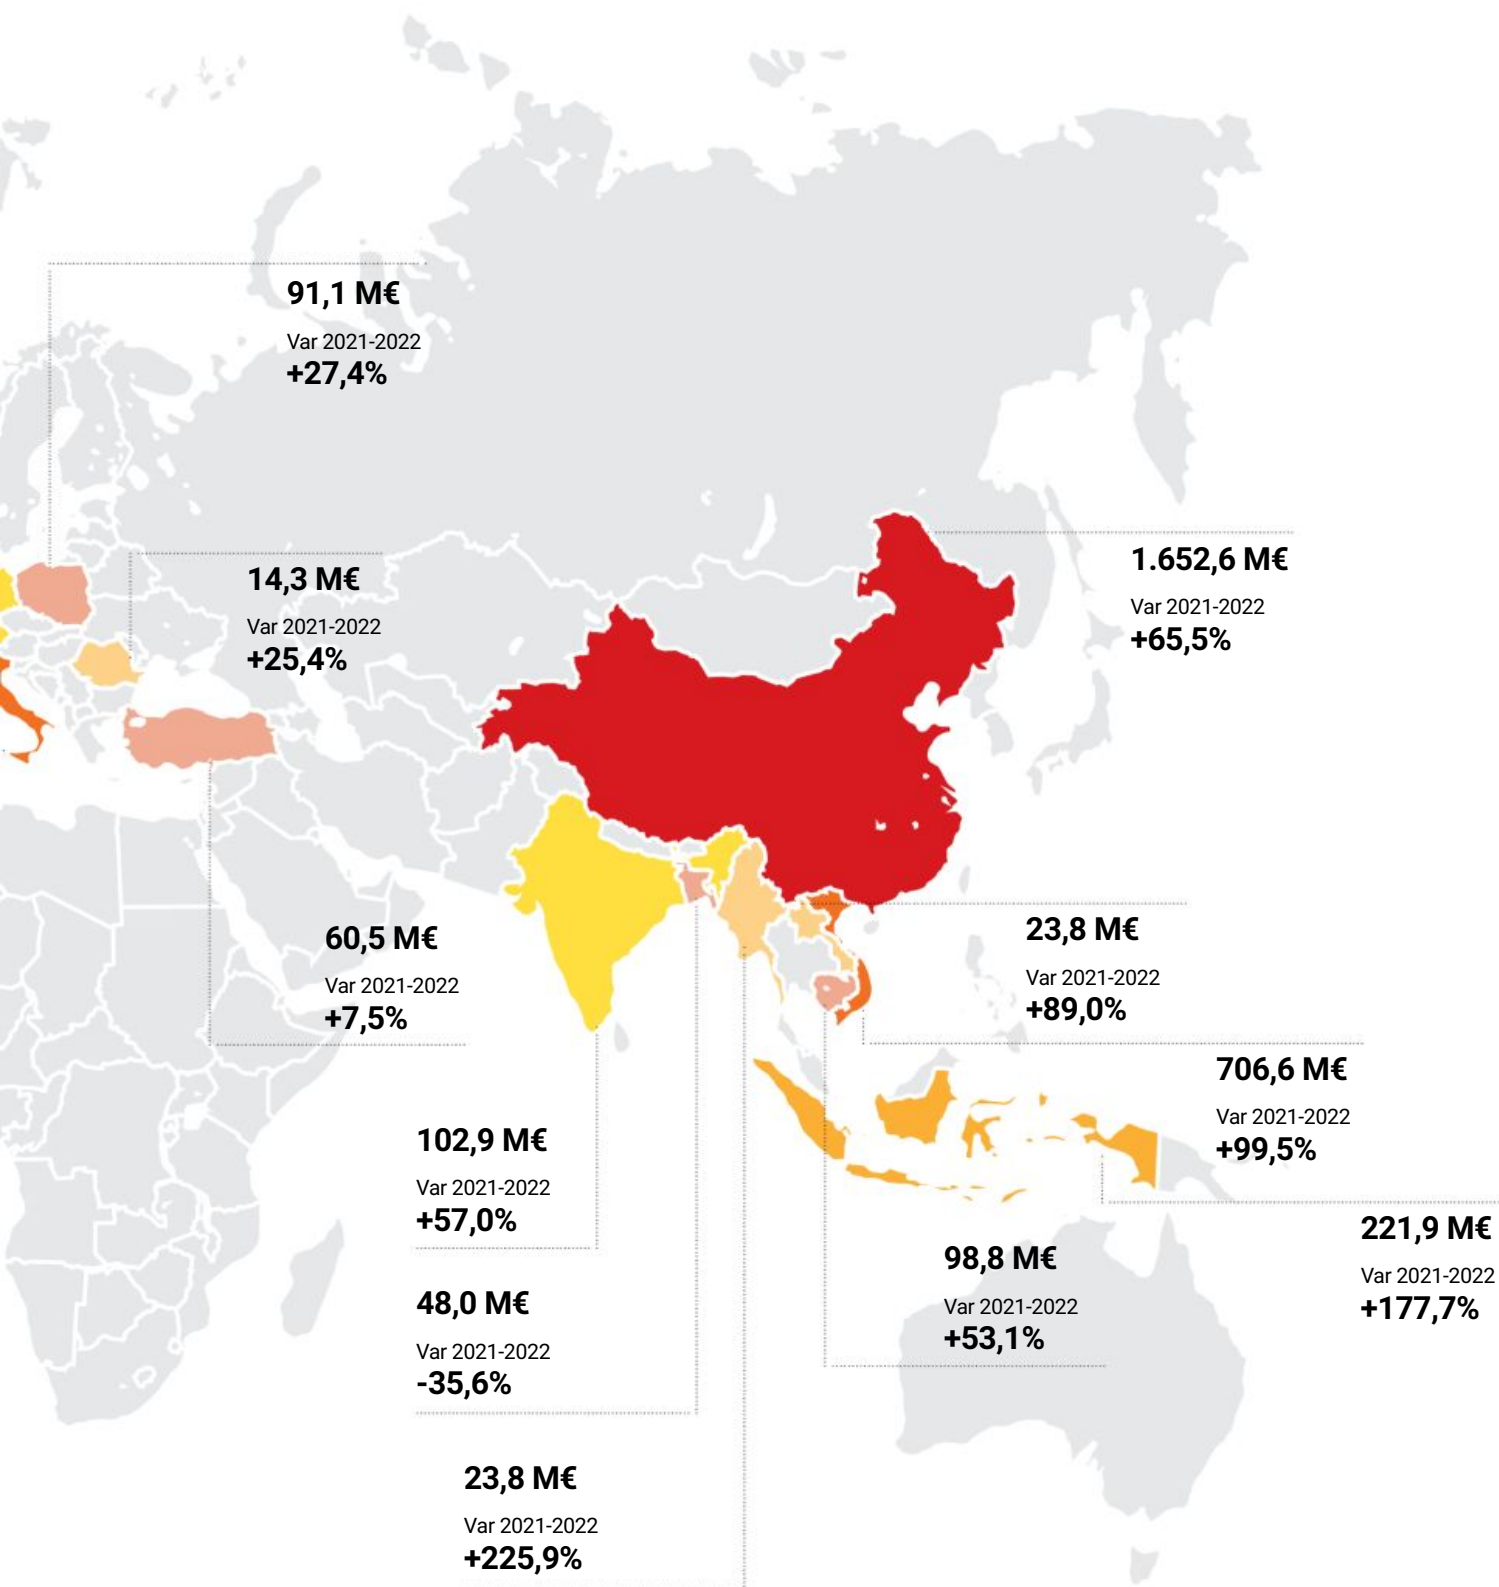 91,1 M€
Var 2021-2022
+27,4%
14,3 M€
Var 2021-2022
+25,4%
1.652,6 M€
Var 2021-2022
+65,5%
60,5 M€
Var 2021-2022
+7,5%
23,8 M€
Var 2021-2022
+89,0%
706,6 M€
Var 2021-2022
+99,5%
102,9 M€
Var 2021-2022
+57,0%
221,9 M€
Var 2021-2022
+177,7%
98,8 M€
Var 2021-2022
+53,1%
48,0 M€
Var 2021-2022
-35,6%
23,8 M€
Var 2021-2022
+225,9%